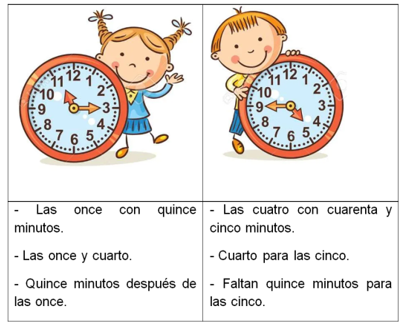 12
1
2
3
4
5
6
7
8
9
10
11
12
1
2
3
4
5
6
7
8
9
10
11
- Las once con quince
minutos.
- Las once y cuarto.
- Quince minutos después de
las once.
- Las cuatro con cuarenta y
cinco minutos.
- Cuarto para las cinco.
- Faltan quince minutos para
las cinco.